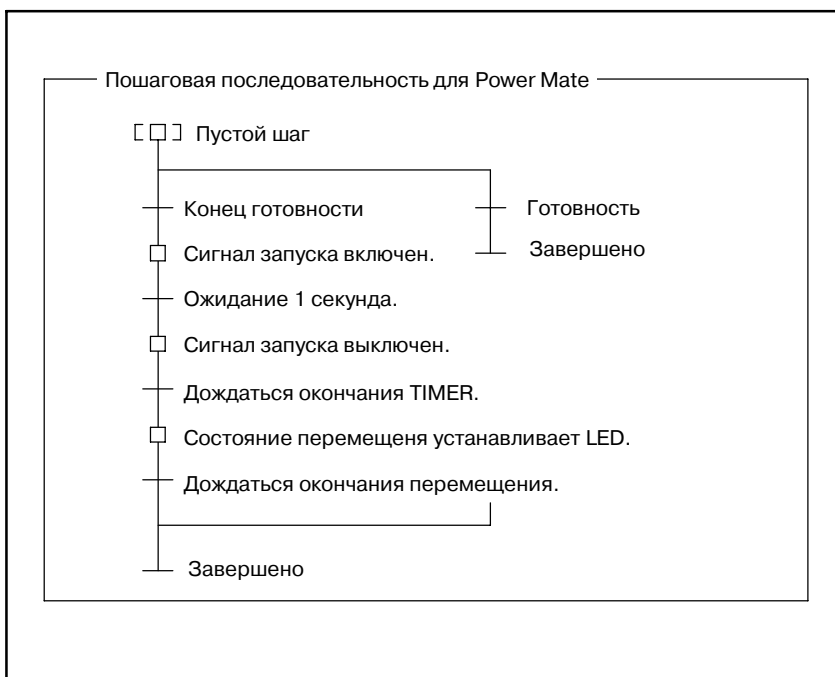 Пошаговая последовательность для Power Mate
Пустой шаг
Конец готовности
Готовность
Сигнал запуска включен.
Завершено
Ожидание 1 секунда.
Сигнал запуска выключен.
Дождаться окончания TIMER.
Состояние перемещеня устанавливает LED.
Дождаться окончания перемещения.
Завершено